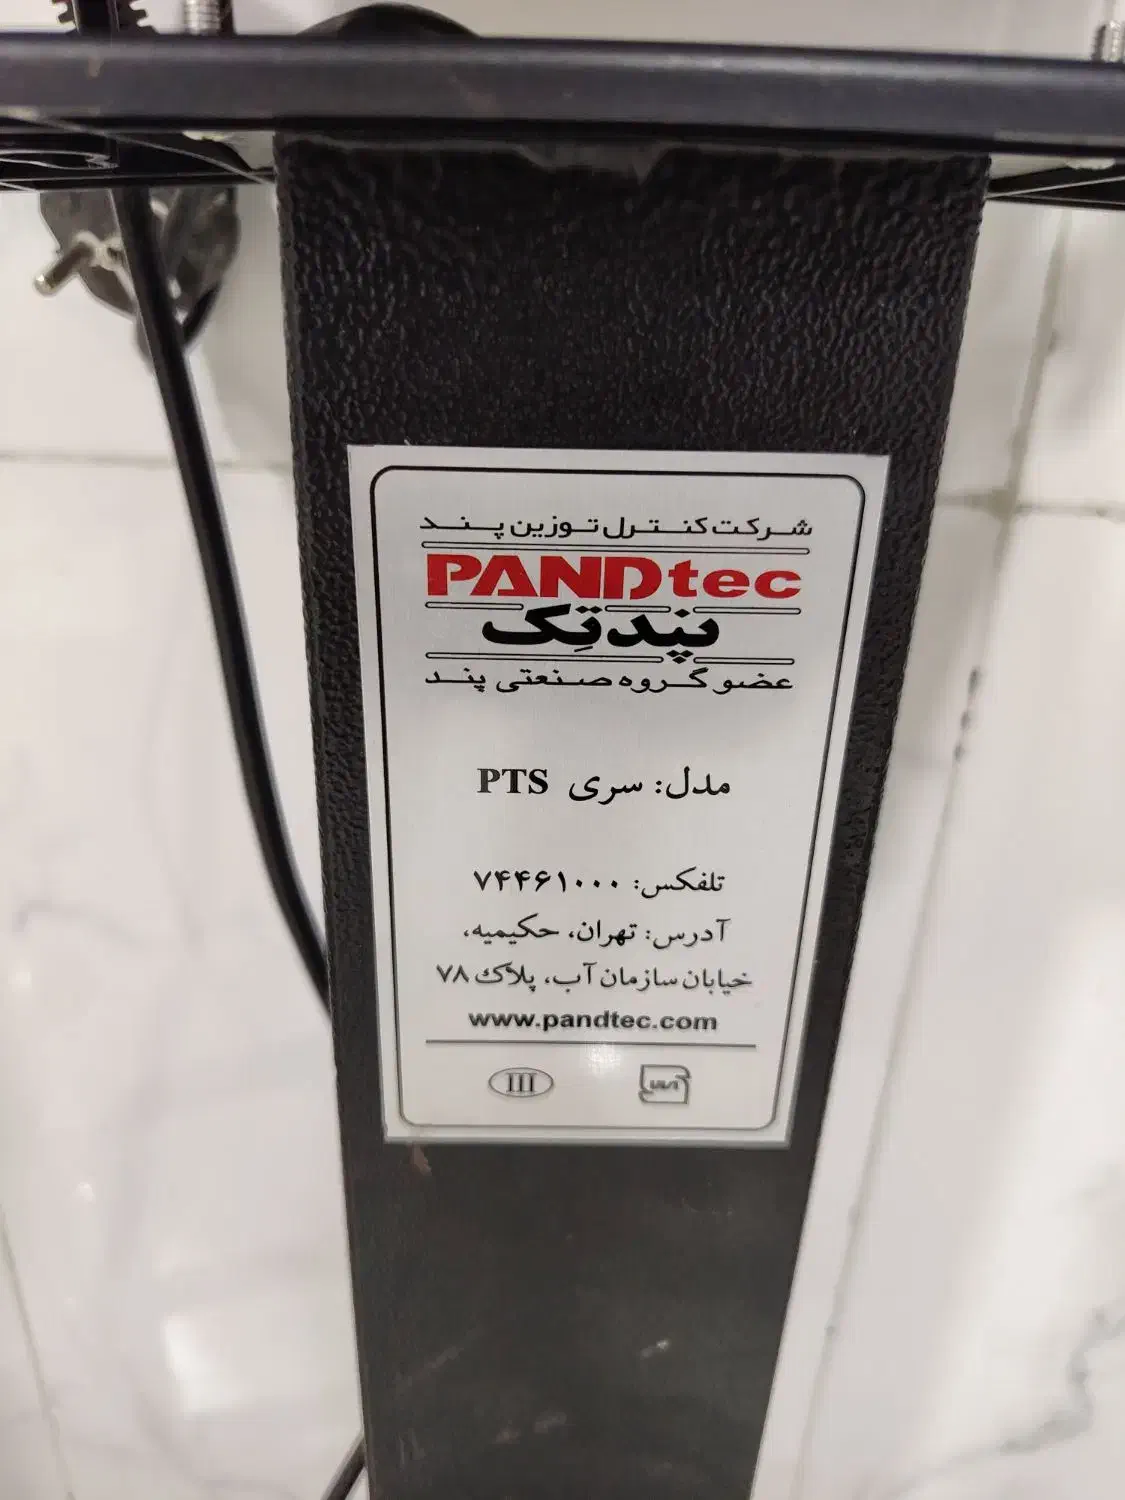 شرکت کنترل توزین پند
PANDtec
پندتک
عضو گروه صنعتی پند
مدل: سری PTS
تلفکس: ۷۴۴۶۱۰۰۰
آدرس: تهران، حکیمیه،
خیابان سازمان آب، پلاک ۷۸
www.pandtec.com
III